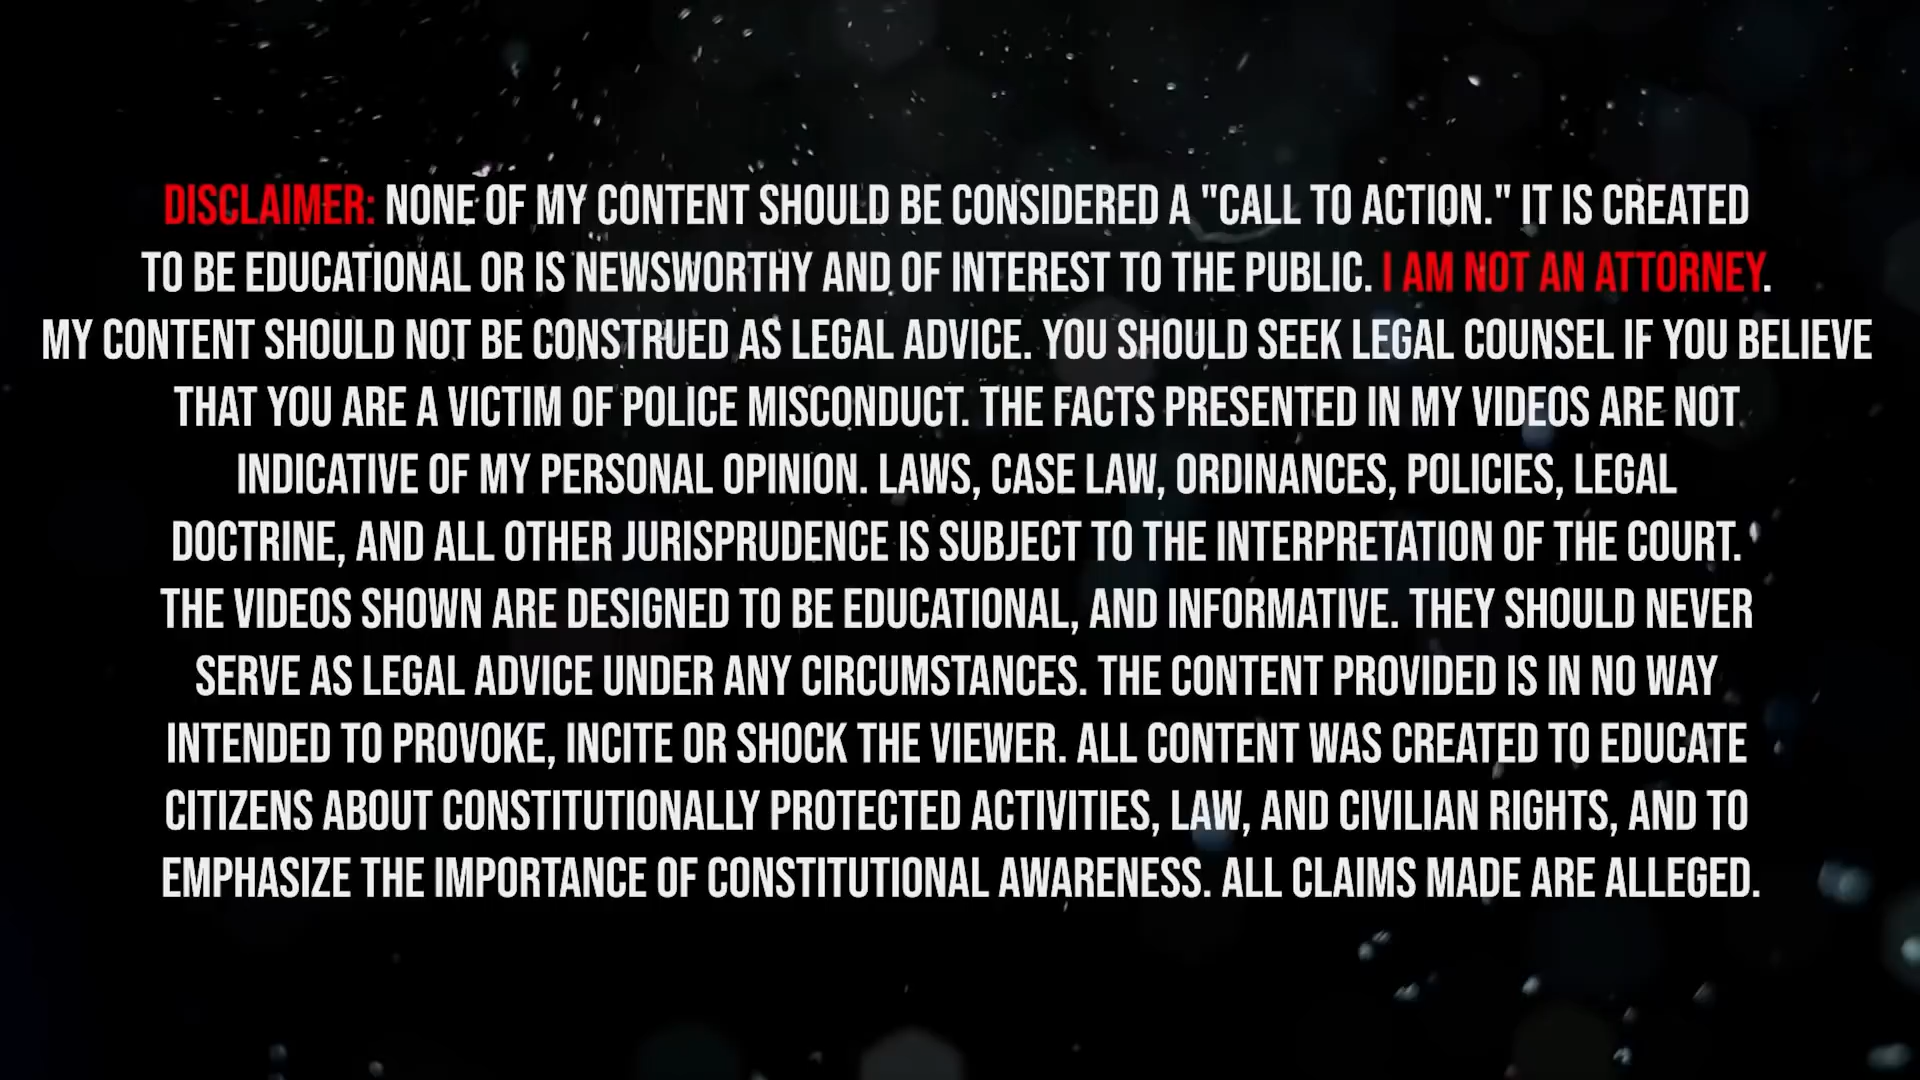 DISCLAIMER: NONE OF MY CONTENT SHOULD BE CONSIDERED A "CALL TO ACTION." IT IS CREATED
TO BE EDUCATIONAL OR IS NEWSWORTHY AND OF INTEREST TO THE PUBLIC. I AM NOT AN ATTORNEY.
MY CONTENT SHOULD NOT BE CONSTRUED AS LEGAL ADVICE. YOU SHOULD SEEK LEGAL COUNSEL IF YOU BELIEVE
THAT YOU ARE A VICTIM OF POLICE MISCONDUCT. THE FACTS PRESENTED IN MY VIDEOS ARE NOT
INDICATIVE OF MY PERSONAL OPINION. LAWS, CASE LAW, ORDINANCES, POLICIES, LEGAL
DOCTRINE, AND ALL OTHER JURISPRUDENCE IS SUBJECT TO THE INTERPRETATION OF THE COURT.
THE VIDEOS SHOWN ARE DESIGNED TO BE EDUCATIONAL, AND INFORMATIVE. THEY SHOULD NEVER
SERVE AS LEGAL ADVICE UNDER ANY CIRCUMSTANCES. THE CONTENT PROVIDED IS IN NO WAY
INTENDED TO PROVOKE, INCITE OR SHOCK THE VIEWER. ALL CONTENT WAS CREATED TO EDUCATE
CITIZENS ABOUT CONSTITUTIONALLY PROTECTED ACTIVITIES, LAW, AND CIVILIAN RIGHTS, AND TO
EMPHASIZE THE IMPORTANCE OF CONSTITUTIONAL AWARENESS. ALL CLAIMS MADE ARE ALLEGED.